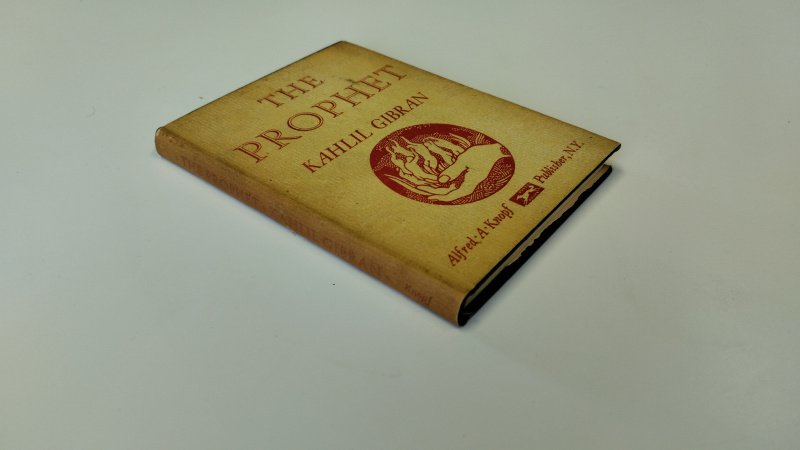 THE
PROPHET
KAHLIL GIBRAN
Alfred · A · Knopf Publisher, N.Y.